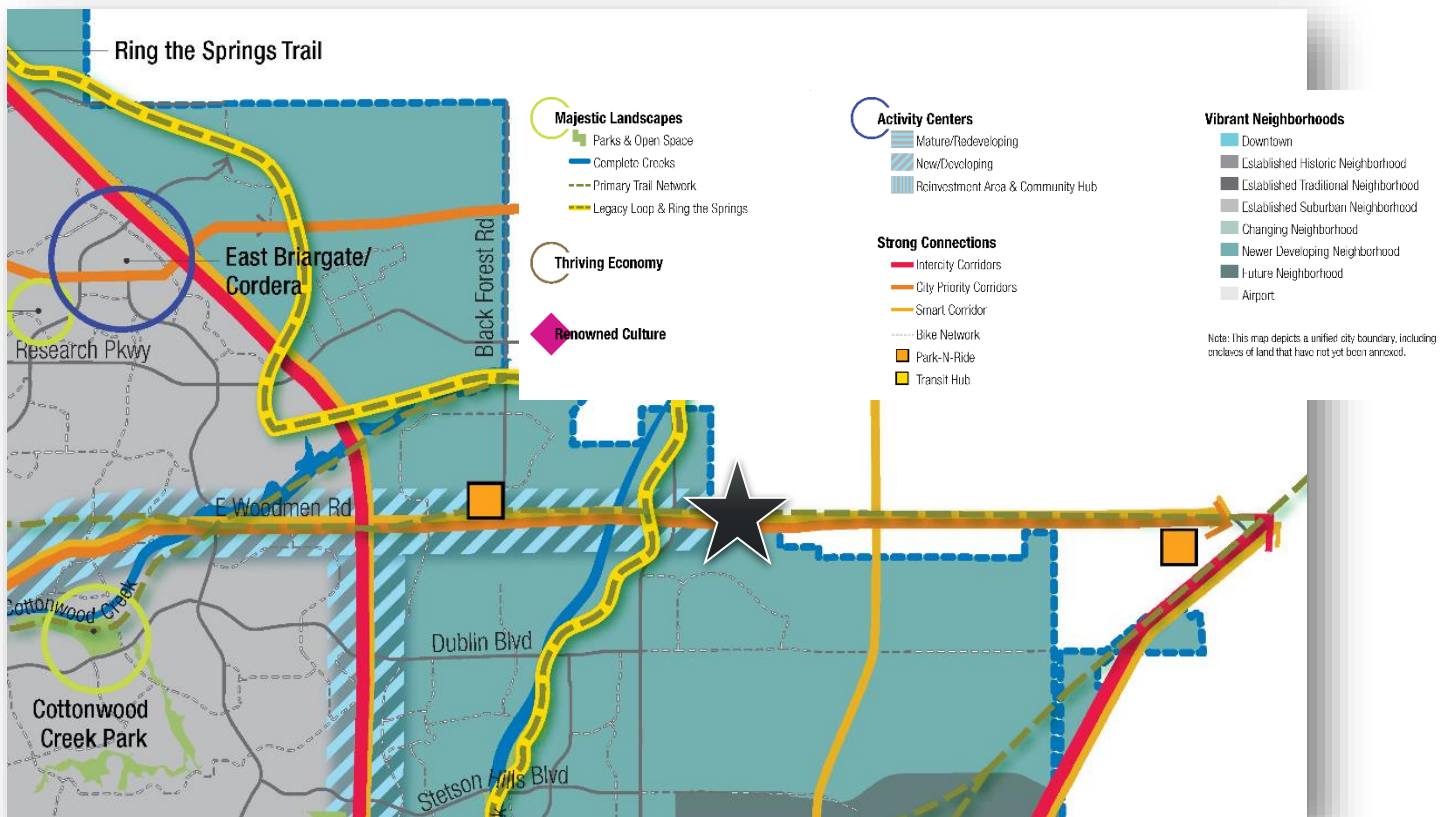 Ring the Springs Trail
Majestic Landscapes
Parks & Open Space
Complete Creeks
Primary Trail Network
Legacy Loop & Ring the Springs
Thriving Economy
Renowned Culture
Activity Centers
Mature/Redeveloping
New/Developing
Reinvestment Area & Community Hub
Strong Connections
Intercity Corridors
City Priority Corridors
Smart Corridor
Bike Network
Park-N-Ride
Transit Hub
Vibrant Neighborhoods
Downtown
Established Historic Neighborhood
Established Traditional Neighborhood
Established Suburban Neighborhood
Changing Neighborhood
Newer Developing Neighborhood
Future Neighborhood
Airport
Note: This map depicts a unified city boundary, including
enclaves of land that have not yet been annexed.
East Briargate/
Cordera
Black Forest Rd
Research Pkwy
E Woodmen Rd
Cottonwood Creek
Dublin Blvd
Cottonwood
Creek Park
Stetson Hills Blvd